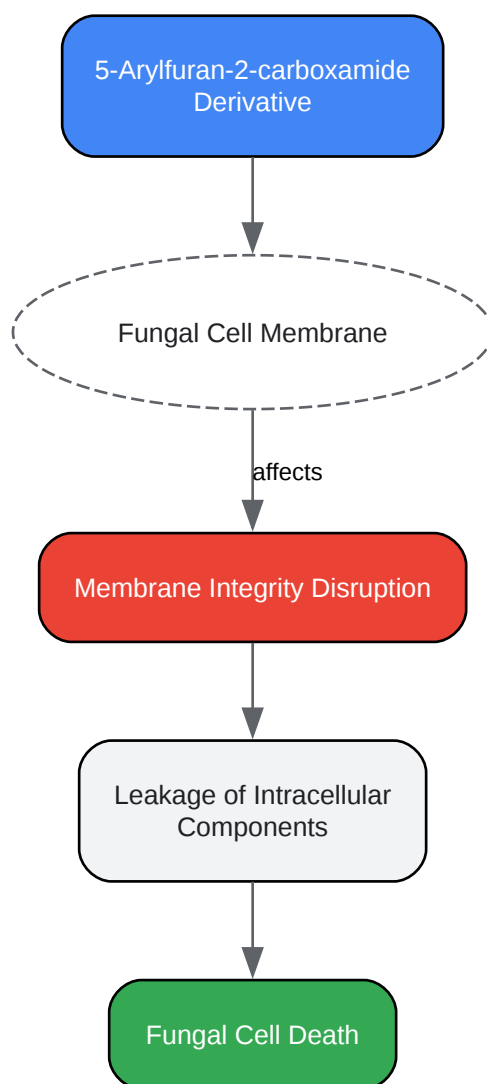 5-Arylfuran-2-carboxamide
Derivative
Fungal Cell Membrane
affects
Membrane Integrity Disruption
Leakage of Intracellular
Components
Fungal Cell Death